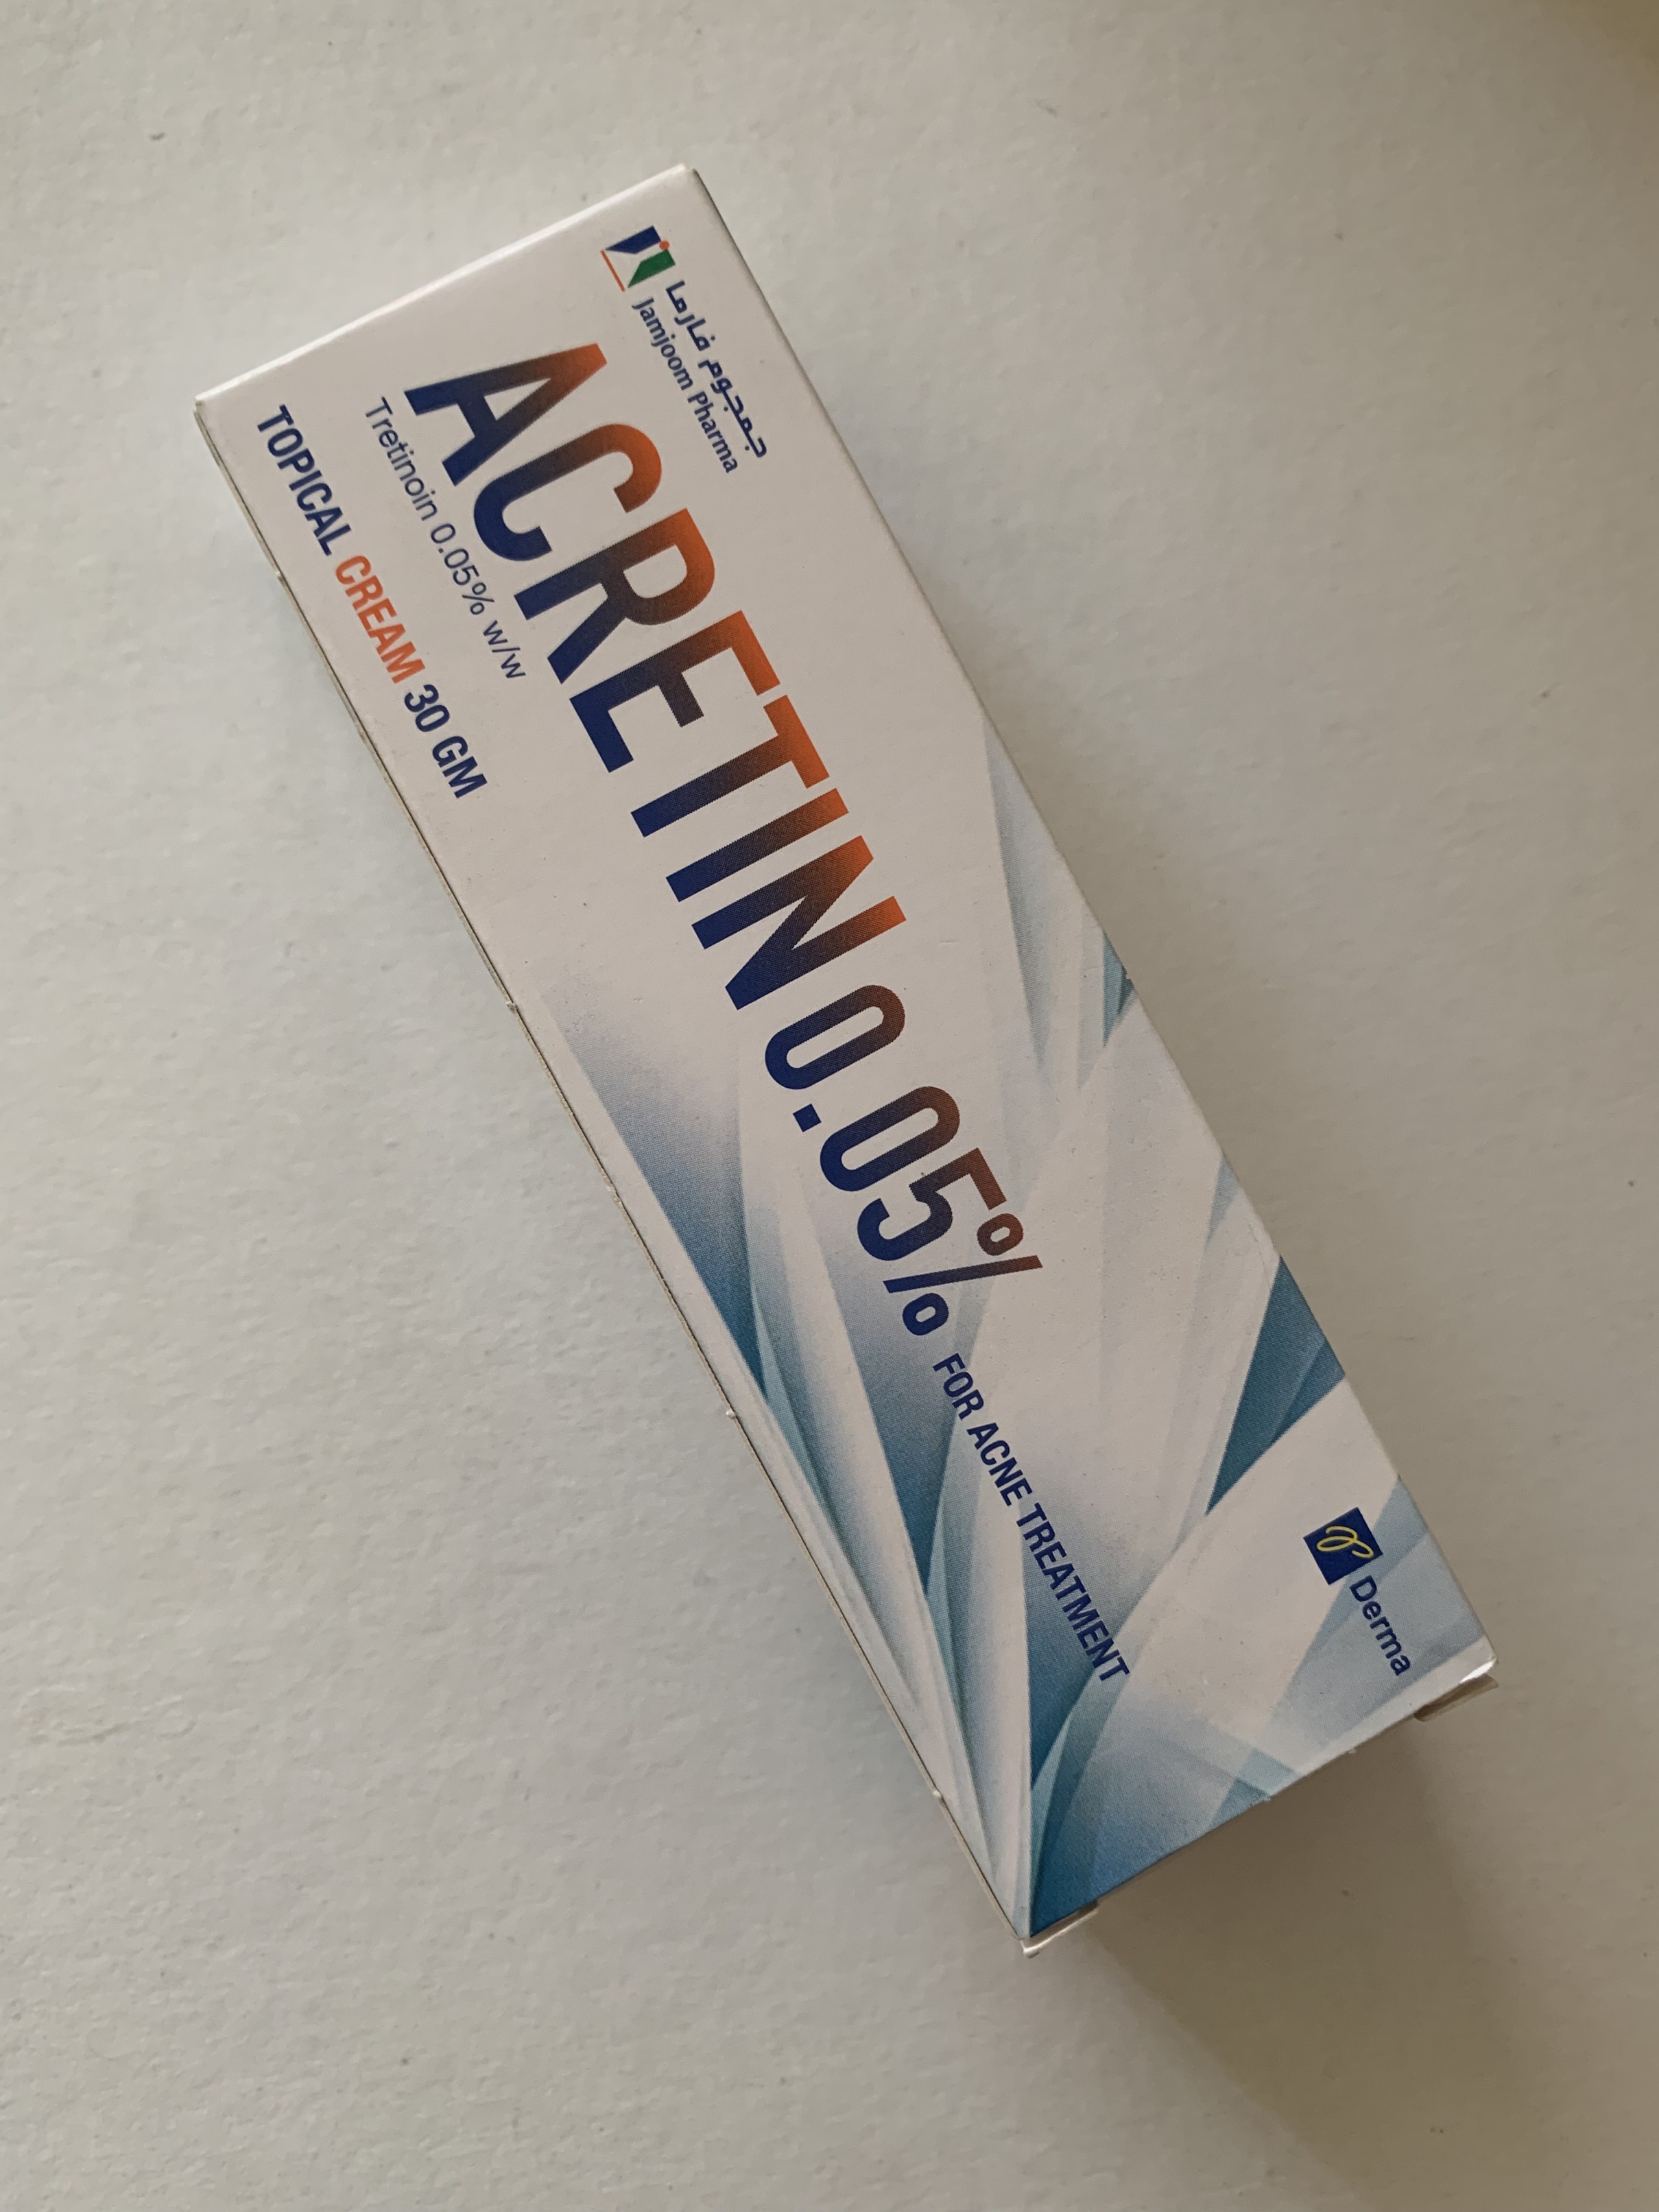 جمجوم فارما
Jamjoom Pharma
ACRETIN 0.05% FOR ACNE TREATMENT
Tretinoin 0.05% w/w
TOPICAL CREAM 30 GM
Derma